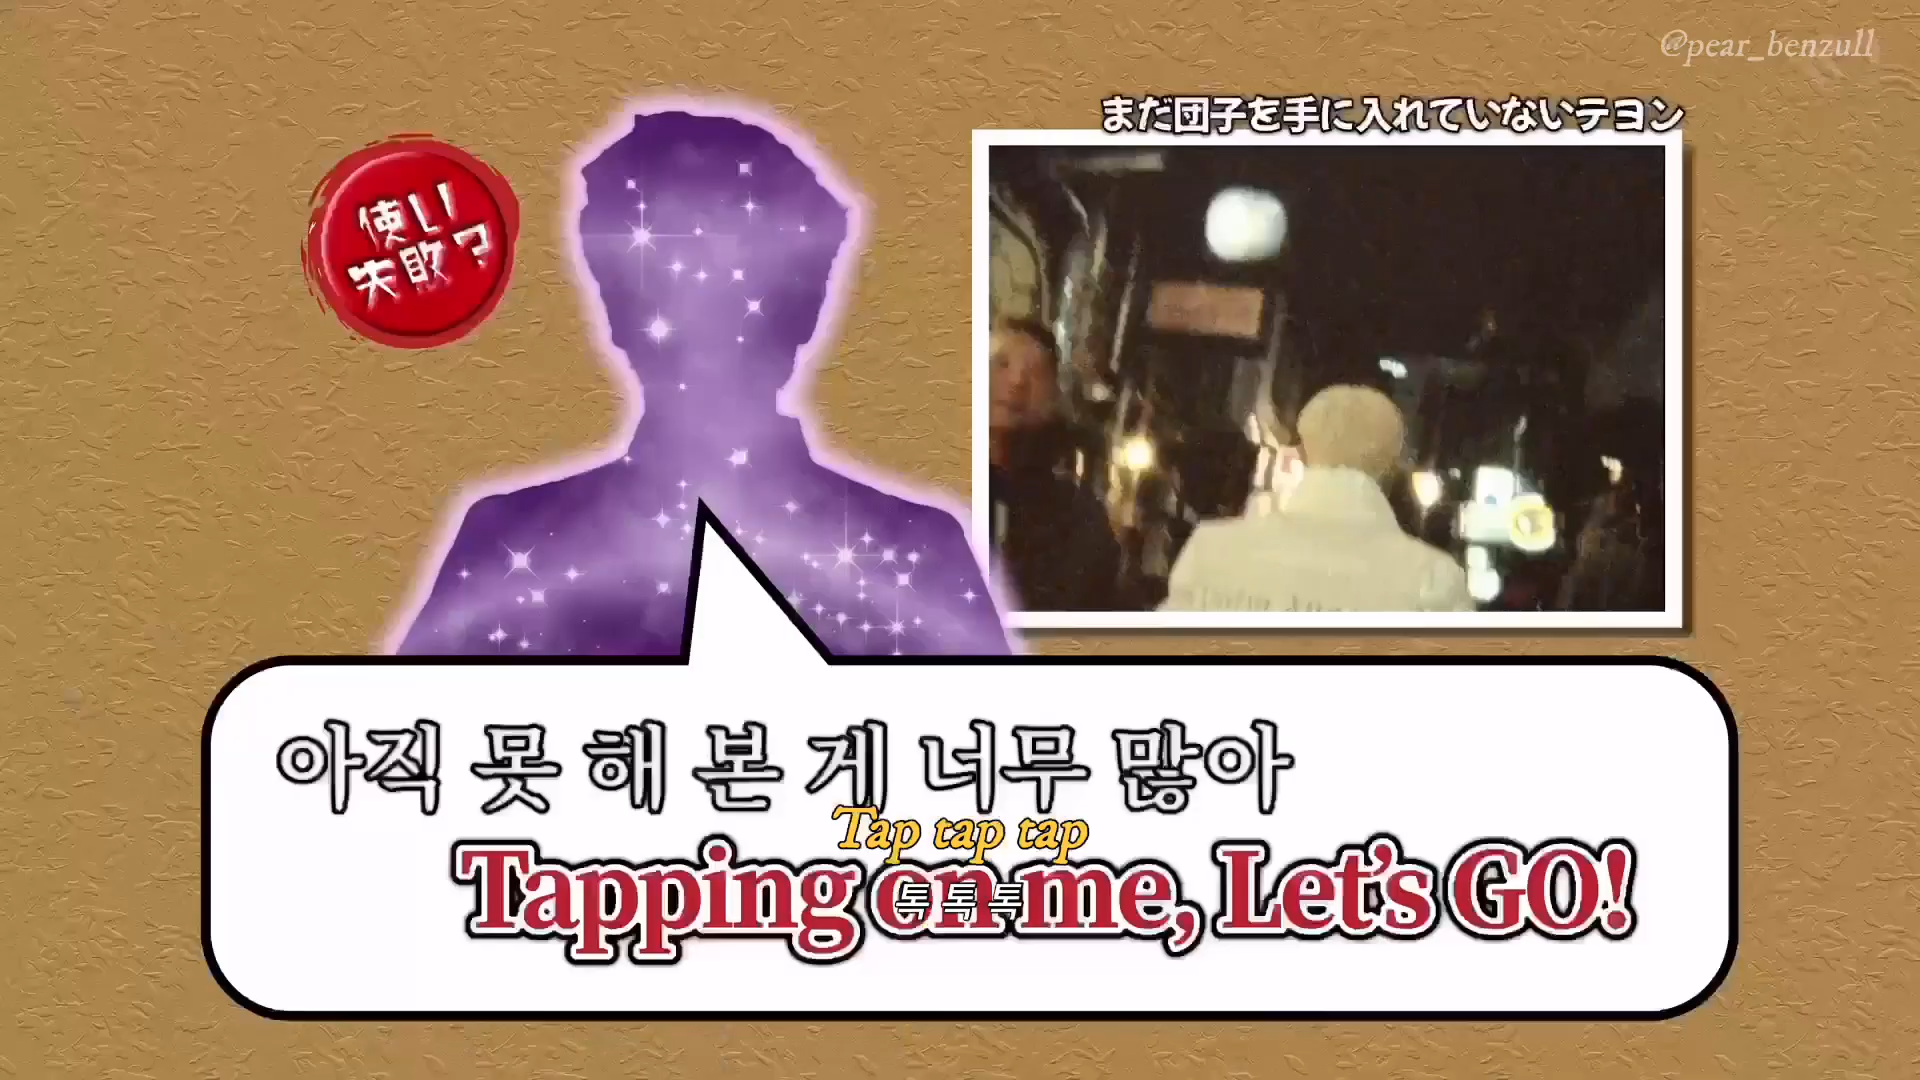 @pear_benzull
まだ団子を手に入れていないテヨン
使い
失敗？
아직 못 해 본 게 너무 많아
Tap tap tap
Tapping on me, Let's GO!
톡 톡 톡